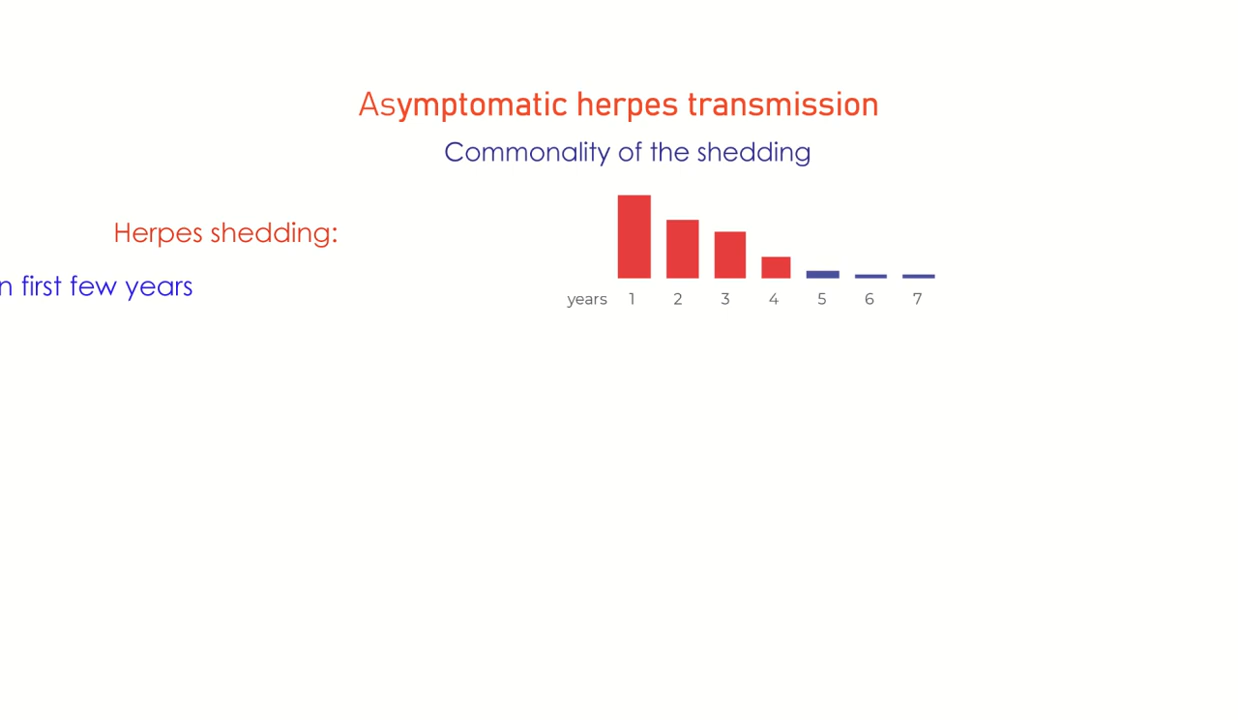 Asymptomatic herpes transmission
Commonality of the shedding
Herpes shedding:
n first few years
years 1 2 3 4 5 6 7